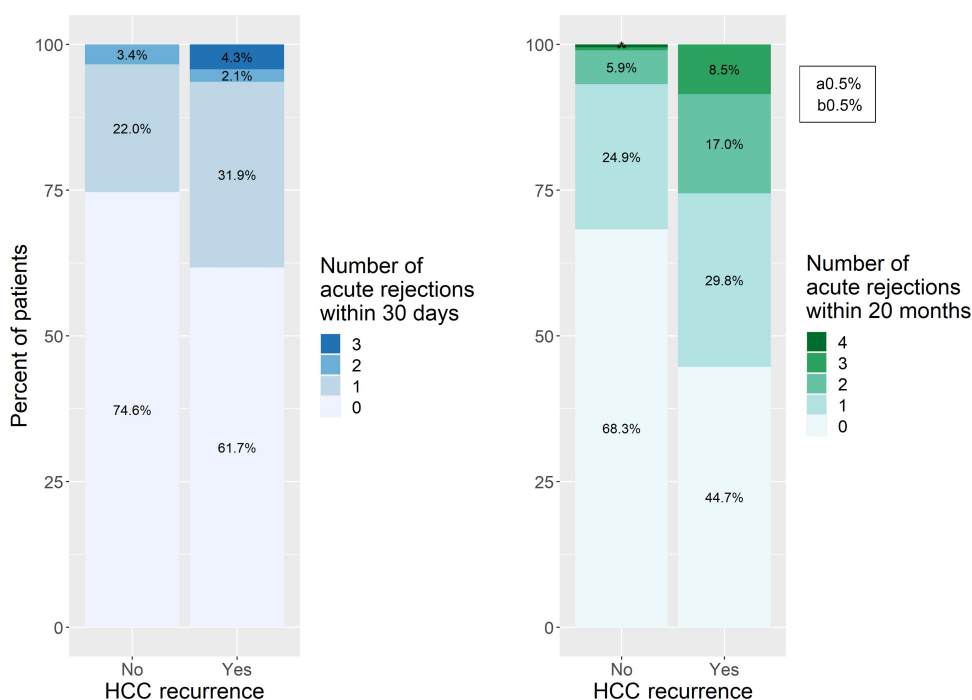 Percent of patients
100
75
50
25
0
3.4%
22.0%
74.6%
4.3%
2.1%
31.9%
61.7%
No
Yes
HCC recurrence
Number of
acute rejections
within 30 days
3
2
1
0
100
75
50
25
0
5.9%
24.9%
68.3%
8.5%
17.0%
29.8%
44.7%
No
Yes
HCC recurrence
a0.5%
b0.5%
Number of
acute rejections
within 20 months
4
3
2
1
0